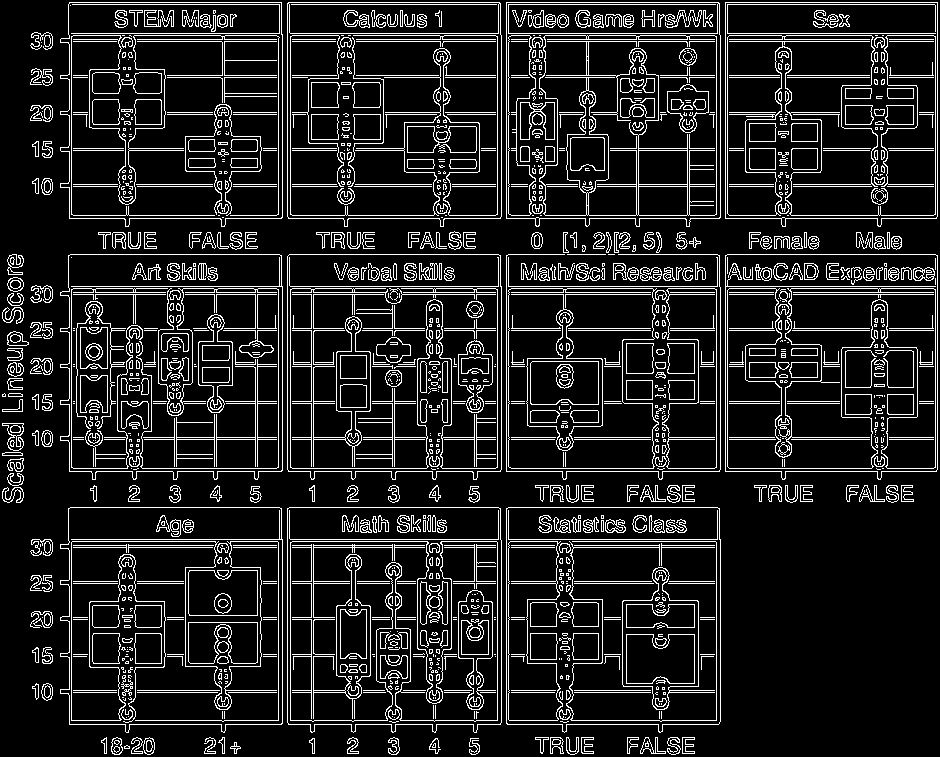 STEM Major Calculus 1 Video Game Hrs/Wk Sex
30
25
20
15
10
TRUE FALSE TRUE FALSE 0 [1, 2) [2, 5) 5+ Female Male
Scaled Lineup Score
Art Skills Verbal Skills Math/Sci Research AutoCAD Experience
30
25
20
15
10
1 2 3 4 5 1 2 3 4 5 TRUE FALSE TRUE FALSE
Age Math Skills Statistics Class
30
25
20
15
10
18-20 21+ 1 2 3 4 5 TRUE FALSE